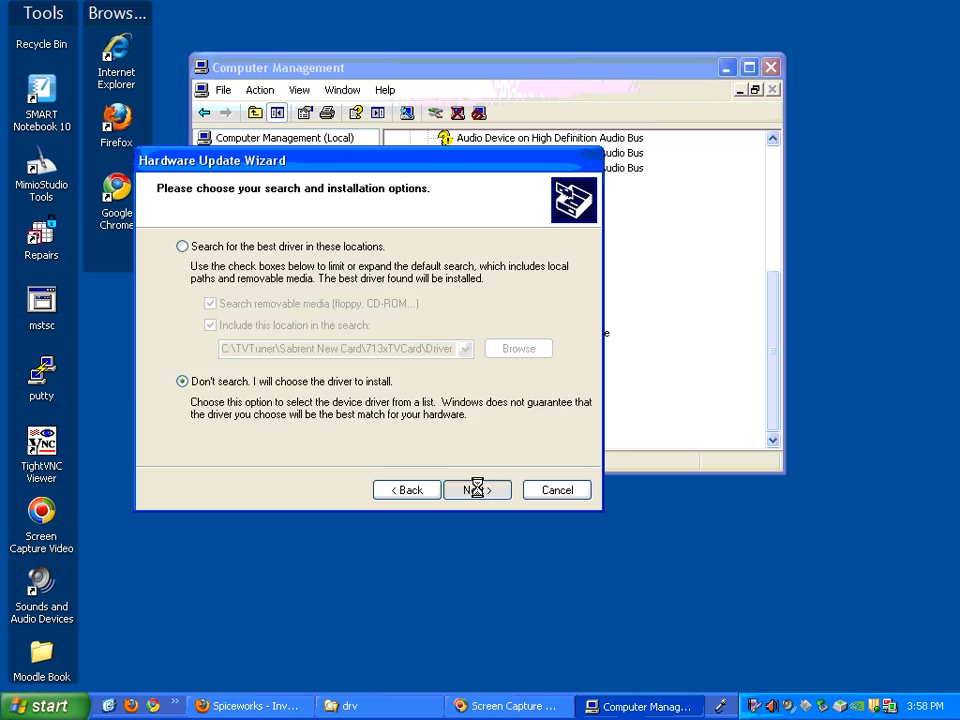 Tools
Recycle Bin
SMART
Notebook 10
MimioStudio
Tools
Repairs
mstsc
putty
TightVNC
Viewer
Screen
Capture Video
Sounds and
Audio Devices
Moodle Book
Brows...
Internet
Explorer
Firefox
Google
Chrome
Computer Management
File Action View Window Help
Computer Management (Local)
Audio Device on High Definition Audio Bus
Audio Bus
Audio Bus
Hardware Update Wizard
Please choose your search and installation options.
Search for the best driver in these locations.
Use the check boxes below to limit or expand the default search, which includes local
paths and removable media. The best driver found will be installed.
Search removable media (floppy, CD-ROM...)
Include this location in the search:
C:\TVTuner\Sabrent New Card\713xTVCard\Driver
Browse
Don't search. I will choose the driver to install.
Choose this option to select the device driver from a list. Windows does not guarantee that
the driver you choose will be the best match for your hardware.
< Back
Cancel
start
Spiceworks - Inv...
drv
Screen Capture ...
Computer Manag...
3:58 PM